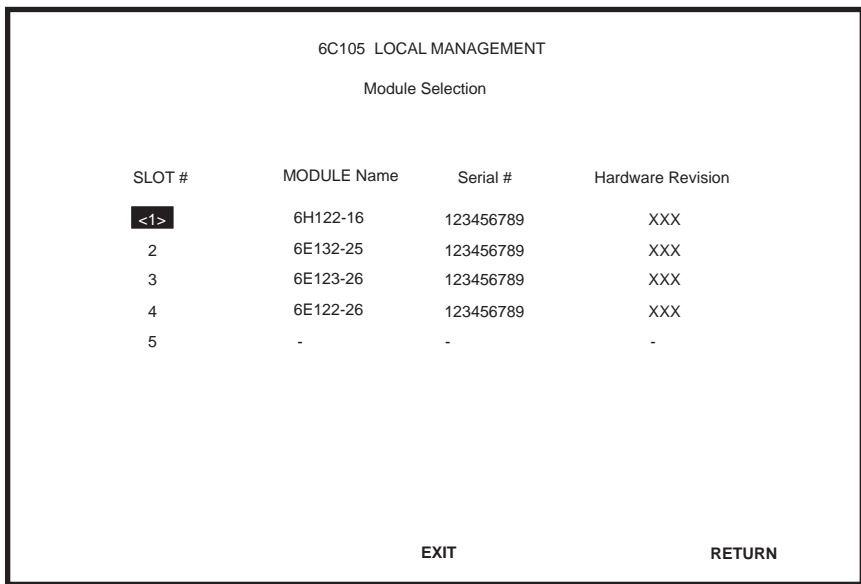 6C105 LOCAL MANAGEMENT
Module Selection
SLOT # MODULE Name Serial # Hardware Revision
<1> 6H122-16 123456789 XXX
2 6E132-25 123456789 XXX
3 6E123-26 123456789 XXX
4 6E122-26 123456789 XXX
5 - - -
EXIT RETURN